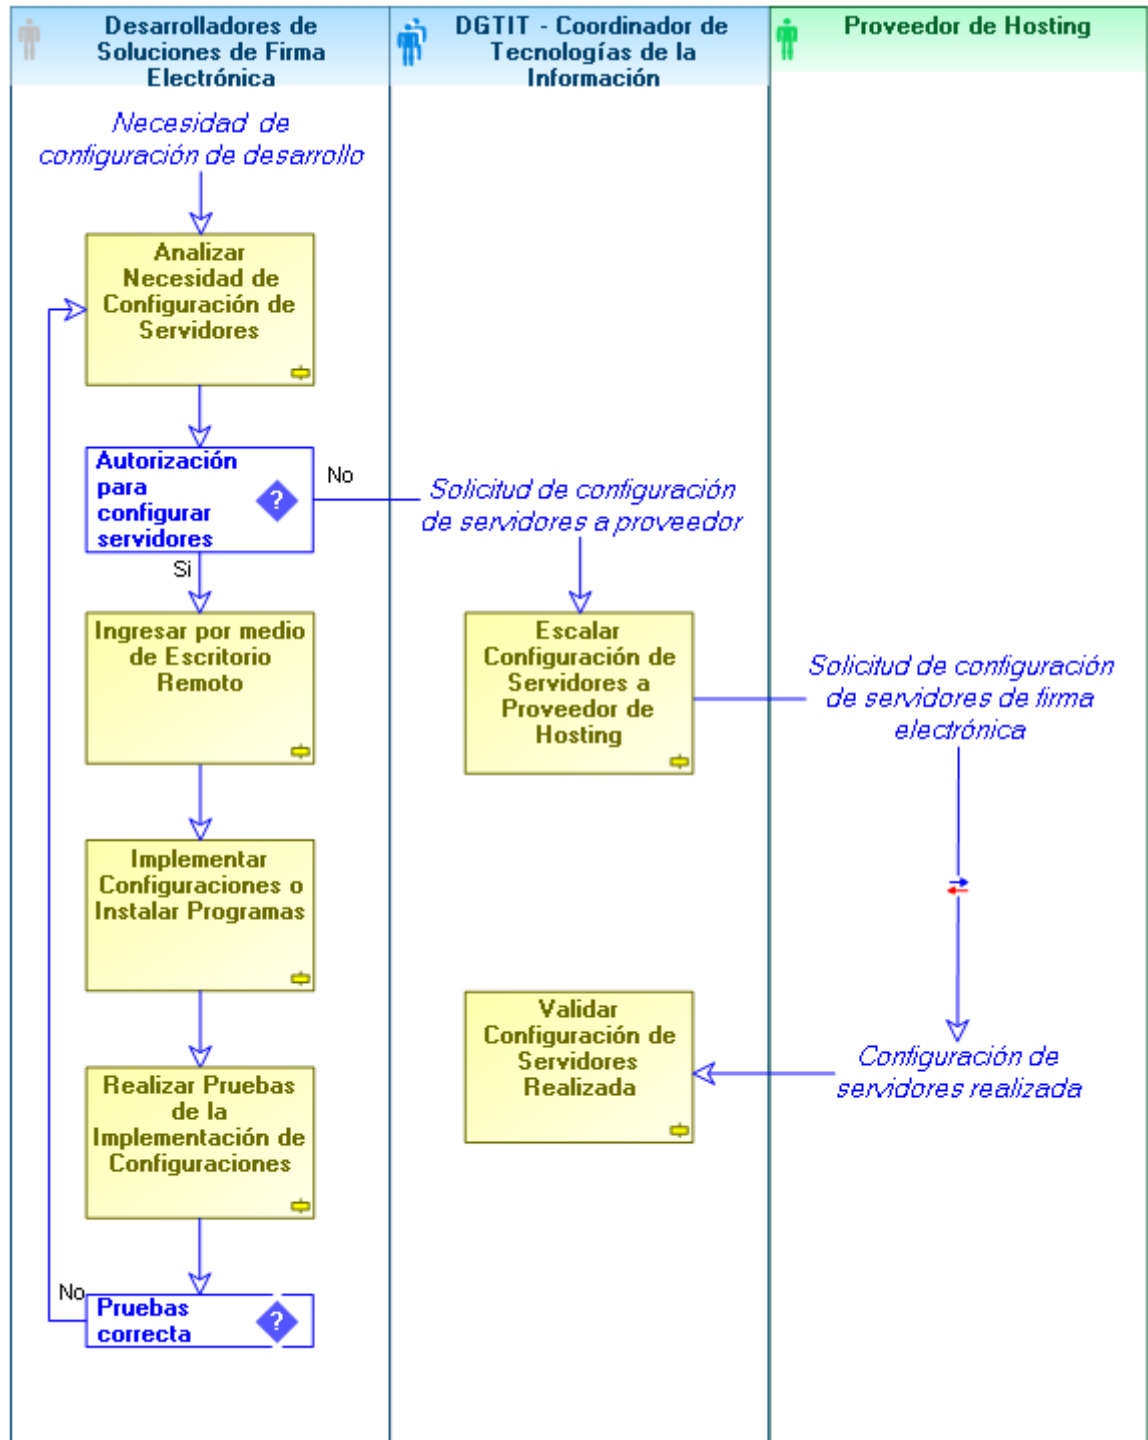 Desarrolladores de
Soluciones de Firma
Electrónica
DGTIT - Coordinador de
Tecnologías de la
Información
Proveedor de Hosting
Necesidad de
configuración de desarrollo
Analizar
Necesidad de
Configuración de
Servidores
Autorización
para
configurar
servidores
?
No
Si
Solicitud de configuración
de servidores a proveedor
Ingresar por medio
de Escritorio
Remoto
Escalar
Configuración de
Servidores a
Proveedor de
Hosting
Solicitud de configuración
de servidores de firma
electrónica
Implementar
Configuraciones o
Instalar Programas
Validar
Configuración de
Servidores
Realizada
Configuración de
servidores realizada
Realizar Pruebas
de la
Implementación de
Configuraciones
No
Pruebas
correcta
?